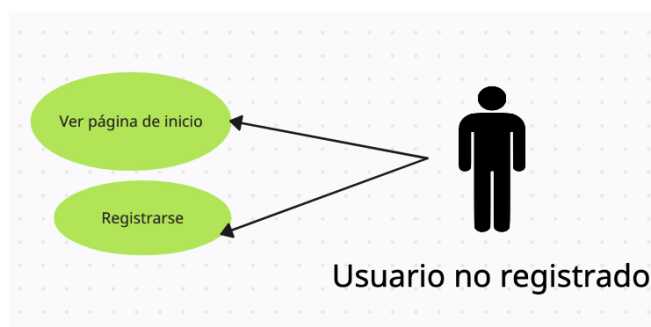 Ver página de inicio
Registrarse
Usuario no registrado